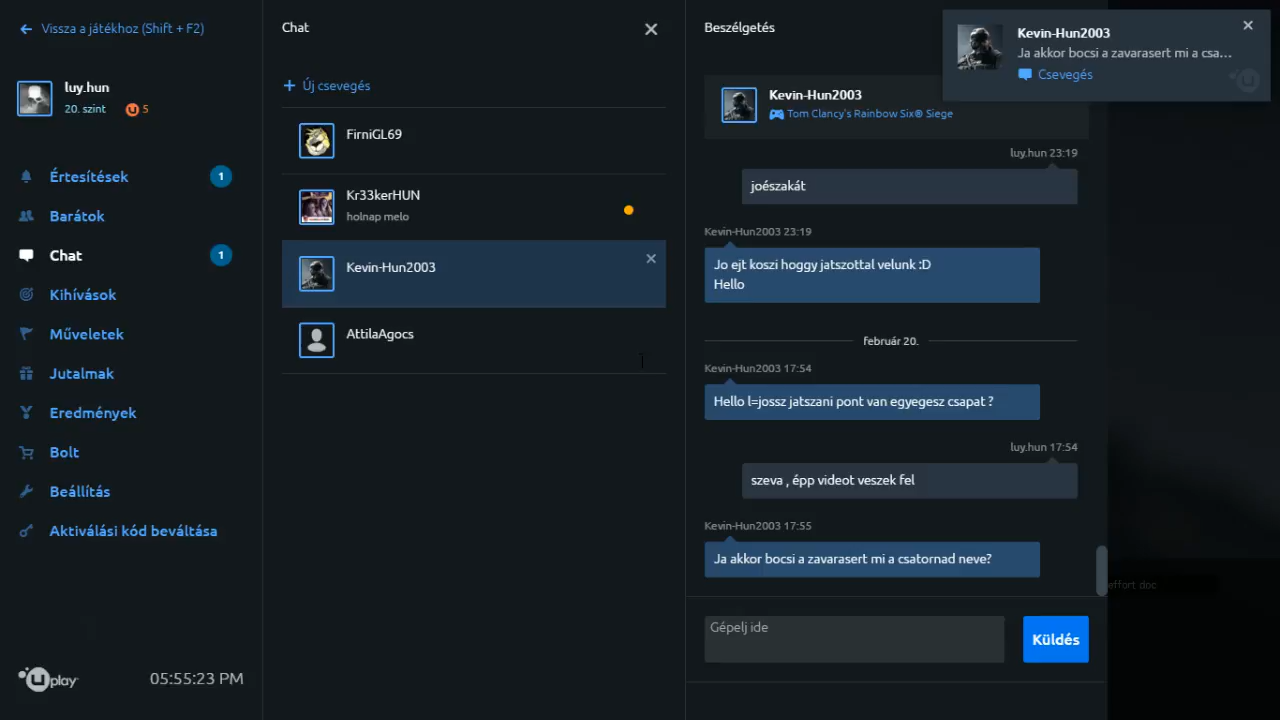 Vissza a játékhoz (Shift + F2)
luy.hun
20. szint
5
Értesítések
1
Barátok
Chat
1
Kihívások
Műveletek
Jutalmak
Eredmények
Bolt
Beállítás
Aktiválási kód beváltása
uplay
05:55:23 PM
Chat
Új csevegés
FirniGL69
Kr33kerHUN
holnap melo
Kevin-Hun2003
AttilaAgocs
Beszélgetés
Kevin-Hun2003
Tom Clancy's Rainbow Six® Siege
luy.hun 23:19
joészakát
Kevin-Hun2003 23:19
Jo ejt koszi hoggy jatszottal velunk :D
Hello
február 20.
Kevin-Hun2003 17:54
Hello l=jossz jatszani pont van egyegesz csapat ?
luy.hun 17:54
szeva , épp videot veszek fel
Kevin-Hun2003 17:55
Ja akkor bocsi a zavarasert mi a csatornad neve?
Gépelj ide
Küldés
Kevin-Hun2003
Ja akkor bocsi a zavarasert mi a csa...
Csevegés
effort doc